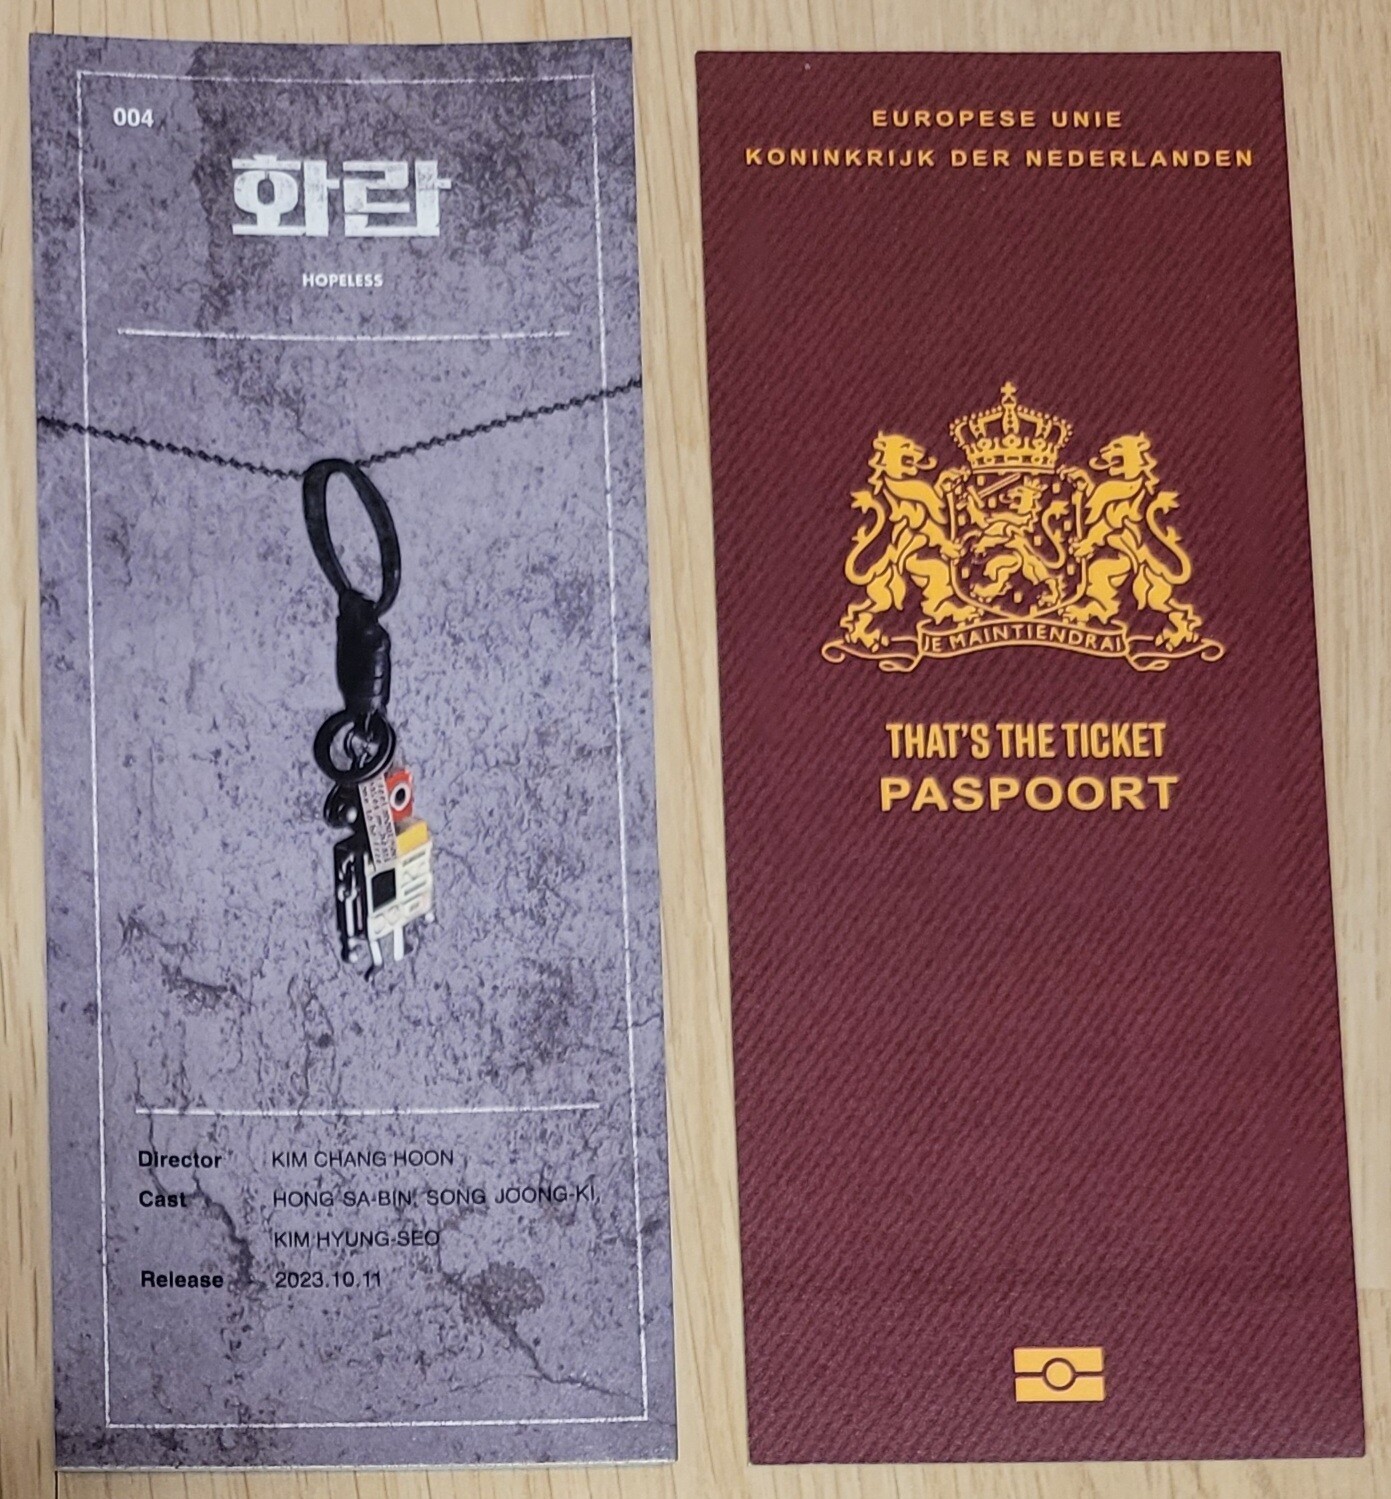 004
화란
HOPELESS
Director KIM CHANG HOON
Cast HONG SA-BIN, SONG JOONG-KI,
KIM HYUNG-SEO
Release 2023.10.11
EUROPESE UNIE
KONINKRIJK DER NEDERLANDEN
JE MAINTIENDRAI
THAT'S THE TICKET
PASPOORT